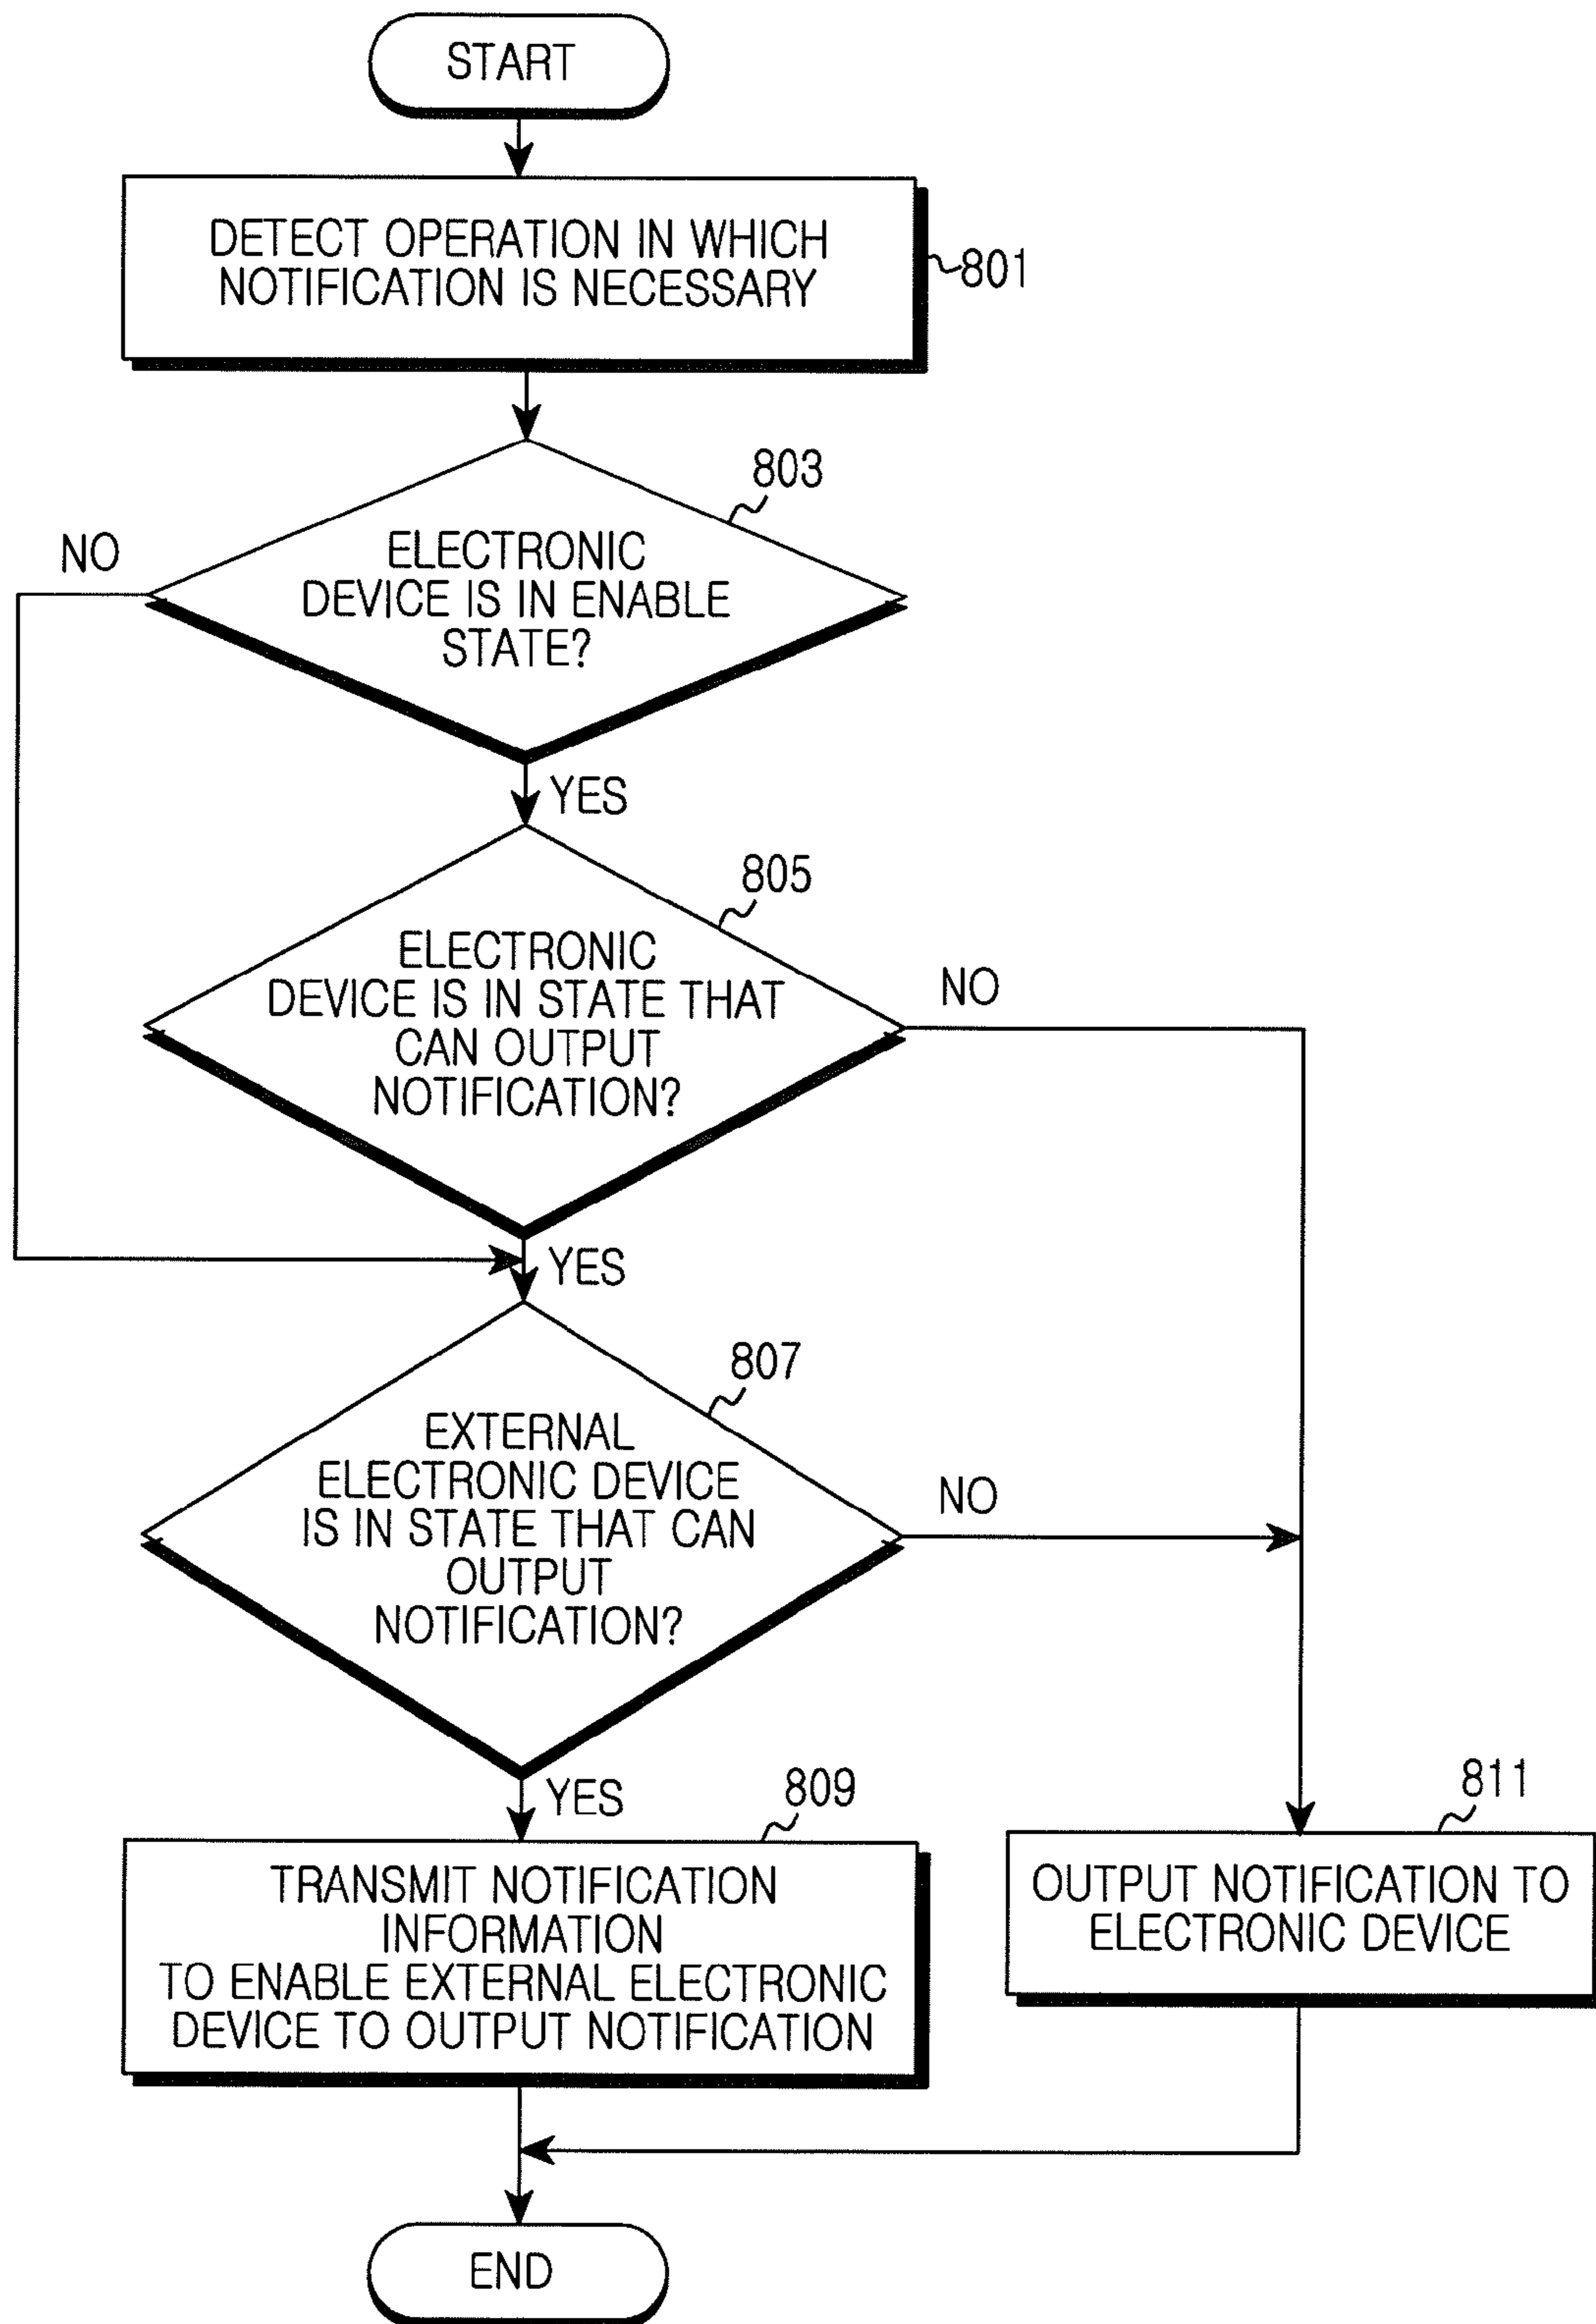 START
DETECT OPERATION IN WHICH
NOTIFICATION IS NECESSARY
801
803
NO
ELECTRONIC
DEVICE IS IN ENABLE
STATE?
YES
805
ELECTRONIC
DEVICE IS IN STATE THAT
CAN OUTPUT
NOTIFICATION?
NO
YES
807
EXTERNAL
ELECTRONIC DEVICE
IS IN STATE THAT CAN
OUTPUT
NOTIFICATION?
NO
YES
809
TRANSMIT NOTIFICATION
INFORMATION
TO ENABLE EXTERNAL ELECTRONIC
DEVICE TO OUTPUT NOTIFICATION
811
OUTPUT NOTIFICATION TO
ELECTRONIC DEVICE
END